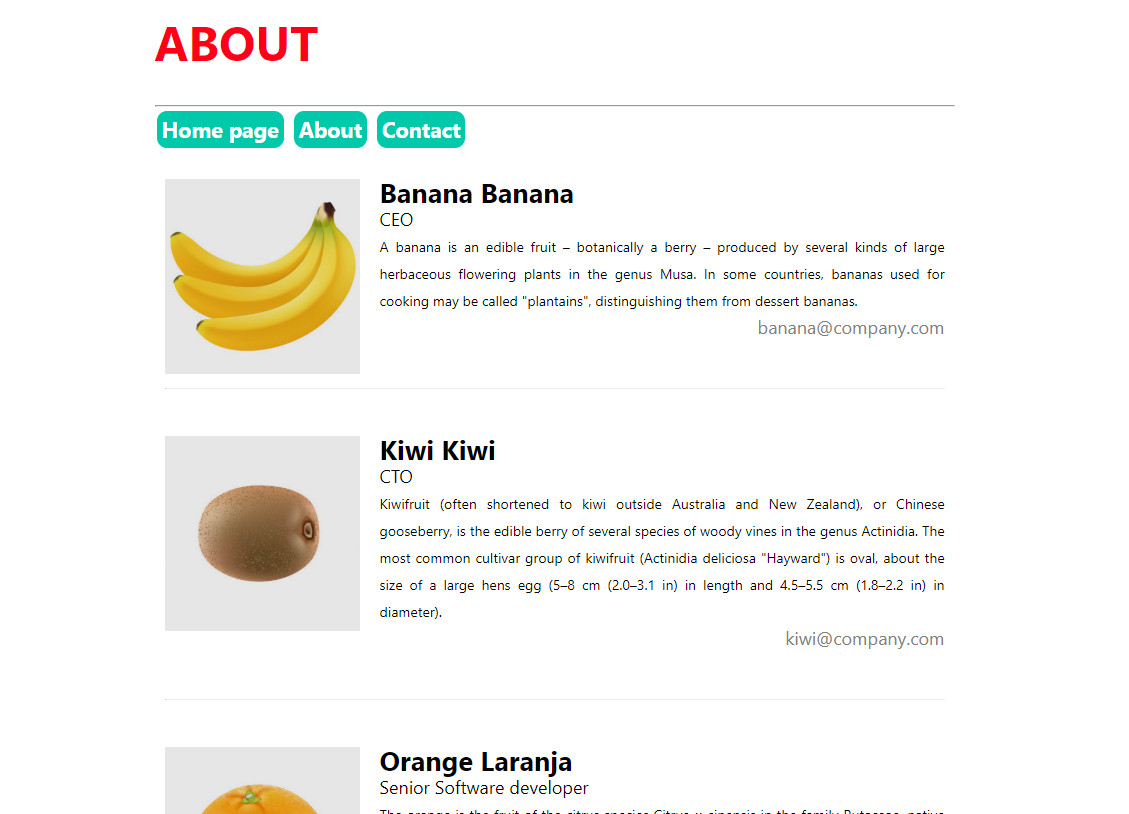 ABOUT
Home page About Contact
Banana Banana
CEO
A banana is an edible fruit – botanically a berry – produced by several kinds of large
herbaceous flowering plants in the genus Musa. In some countries, bananas used for
cooking may be called "plantains", distinguishing them from dessert bananas.
banana@company.com
Kiwi Kiwi
CTO
Kiwifruit (often shortened to kiwi outside Australia and New Zealand), or Chinese
gooseberry, is the edible berry of several species of woody vines in the genus Actinidia. The
most common cultivar group of kiwifruit (Actinidia deliciosa "Hayward") is oval, about the
size of a large hens egg (5–8 cm (2.0–3.1 in) in length and 4.5–5.5 cm (1.8–2.2 in) in
diameter).
kiwi@company.com
Orange Laranja
Senior Software developer